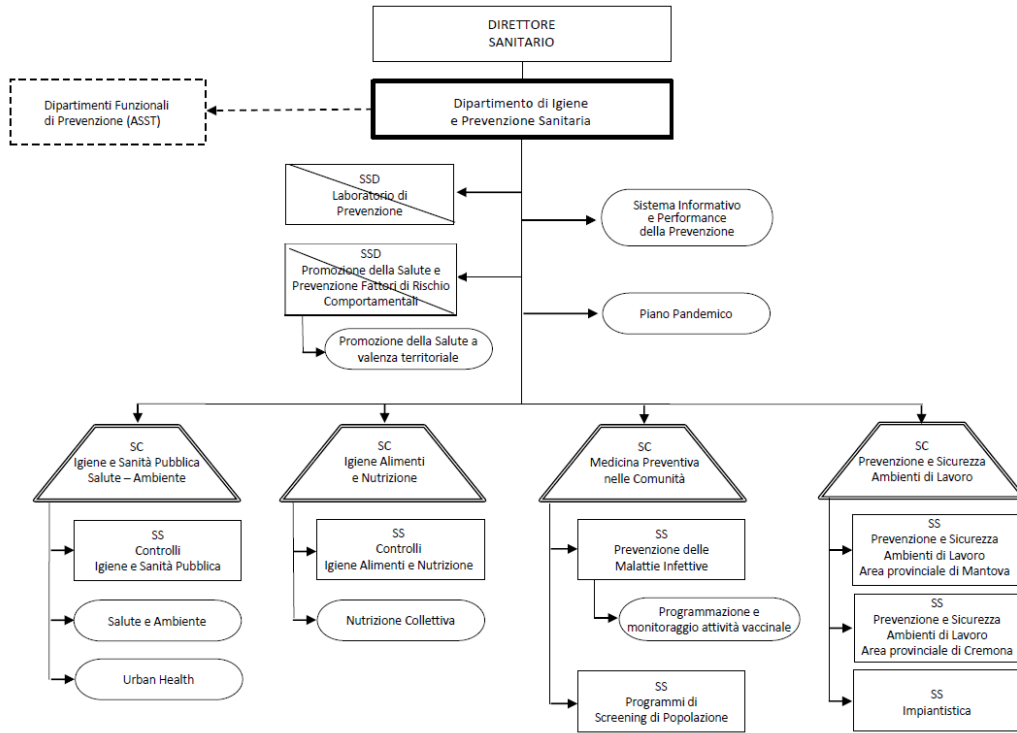 DIRETTORE
SANITARIO
Dipartimenti Funzionali
di Prevenzione (ASST)
Dipartimento di Igiene
e Prevenzione Sanitaria
SSD
Laboratorio di
Prevenzione
Sistema Informativo
e Performance
della Prevenzione
SSD
Promozione della Salute e
Prevenzione Fattori di Rischio
Comportamentali
Piano Pandemico
Promozione della Salute a
valenza territoriale
SC
Igiene e Sanità Pubblica
Salute – Ambiente
SC
Igiene Alimenti
e Nutrizione
SC
Medicina Preventiva
nelle Comunità
SC
Prevenzione e Sicurezza
Ambienti di Lavoro
SS
Controlli
Igiene e Sanità Pubblica
Salute e Ambiente
Urban Health
SS
Controlli
Igiene Alimenti e Nutrizione
Nutrizione Collettiva
SS
Prevenzione delle
Malattie Infettive
Programmazione e
monitoraggio attività vaccinale
SS
Programmi di
Screening di Popolazione
SS
Prevenzione e Sicurezza
Ambienti di Lavoro
Area provinciale di Mantova
SS
Prevenzione e Sicurezza
Ambienti di Lavoro
Area provinciale di Cremona
SS
Impiantistica